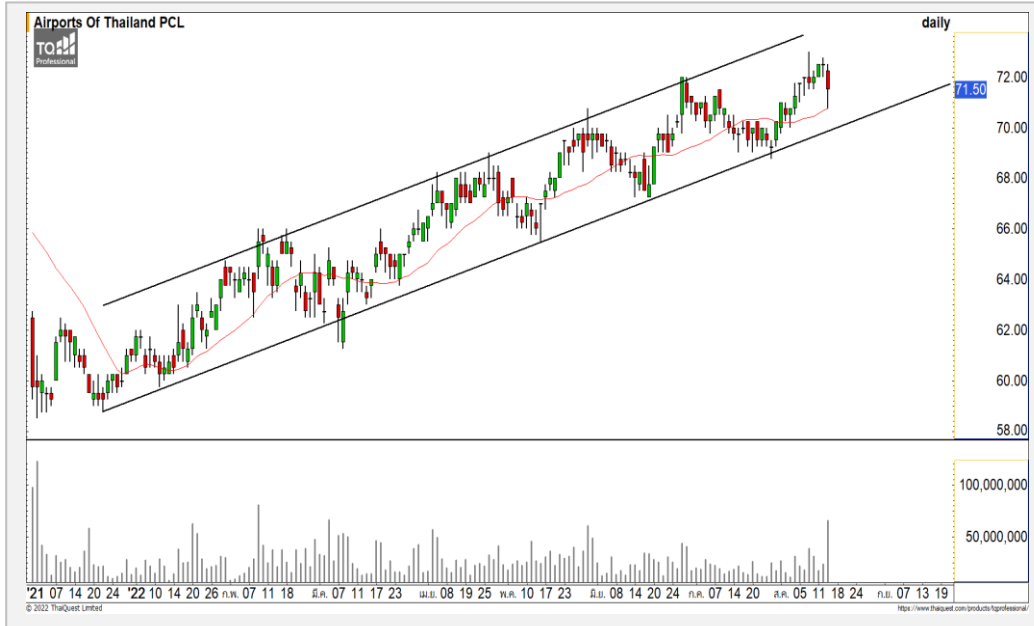 Airports Of Thailand PCL daily
TQ
Professional
72.00
71.50
70.00
68.00
66.00
64.00
62.00
60.00
58.00
100,000,000
50,000,000
'21 07 14 20 24 '22 10 14 20 26 ก.พ. 07 11 18 มี.ค. 07 11 17 23 เม.ย. 08 19 25 พ.ค. 10 17 23 มิ.ย. 08 14 20 24 ก.ค. 07 14 20 26 ส.ค. 05 11 18 24 ก.ย. 07 13 19
© 2022 ThaiQuest Limited https://www.thaiquest.com/products/tqprofessional/